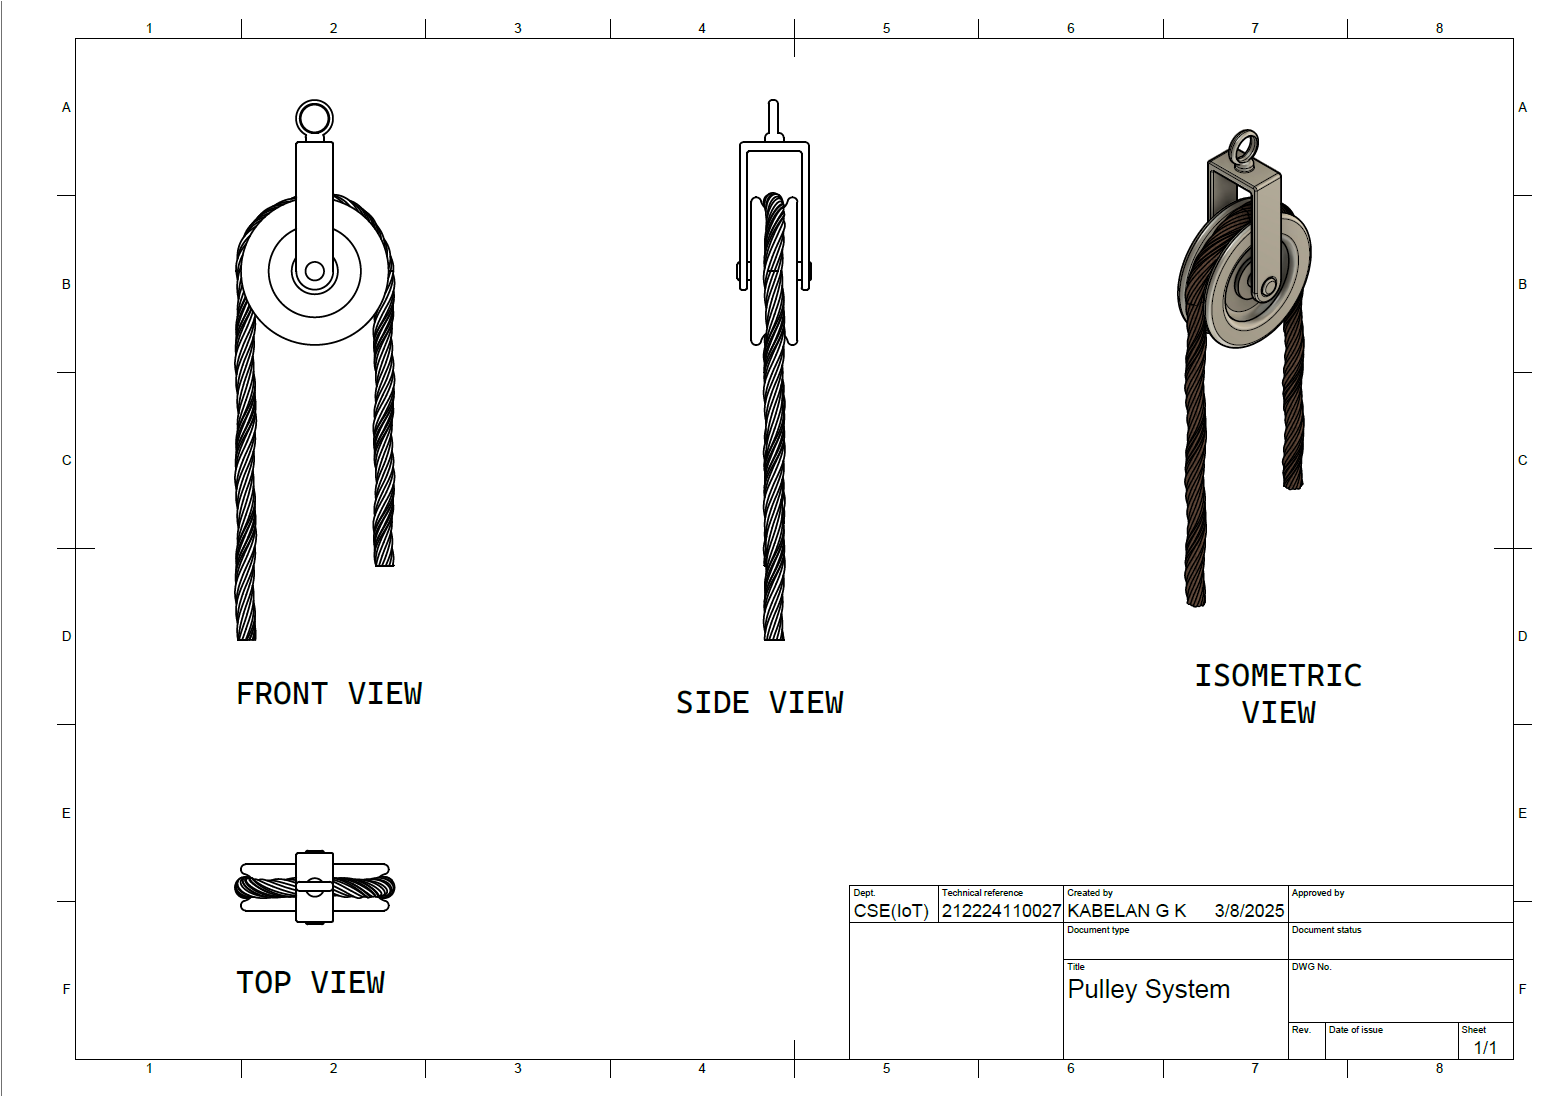 1 2 3 4 5 6 7 8
A A
B B
C C
D D
FRONT VIEW
SIDE VIEW
ISOMETRIC
VIEW
E E
TOP VIEW
F F
Dept. Technical reference Created by Approved by
CSE(IoT) 212224110027 KABELAN G K 3/8/2025
Document type Document status
Title DWG No.
Pulley System
Rev. Date of issue Sheet
1/1
1 2 3 4 5 6 7 8